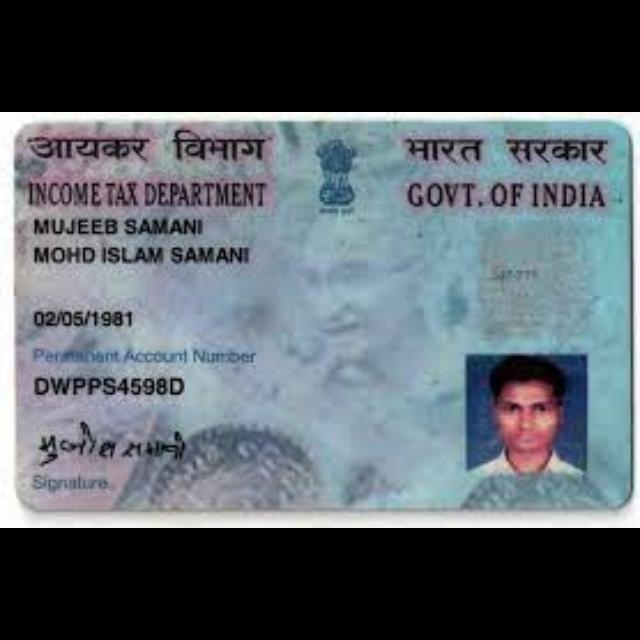 आयकर विभाग
भारत सरकार
INCOME TAX DEPARTMENT
GOVT. OF INDIA
MUJEEB SAMANI
MOHD ISLAM SAMANI
02/05/1981
Permanent Account Number
DWPPS4598D
Signature